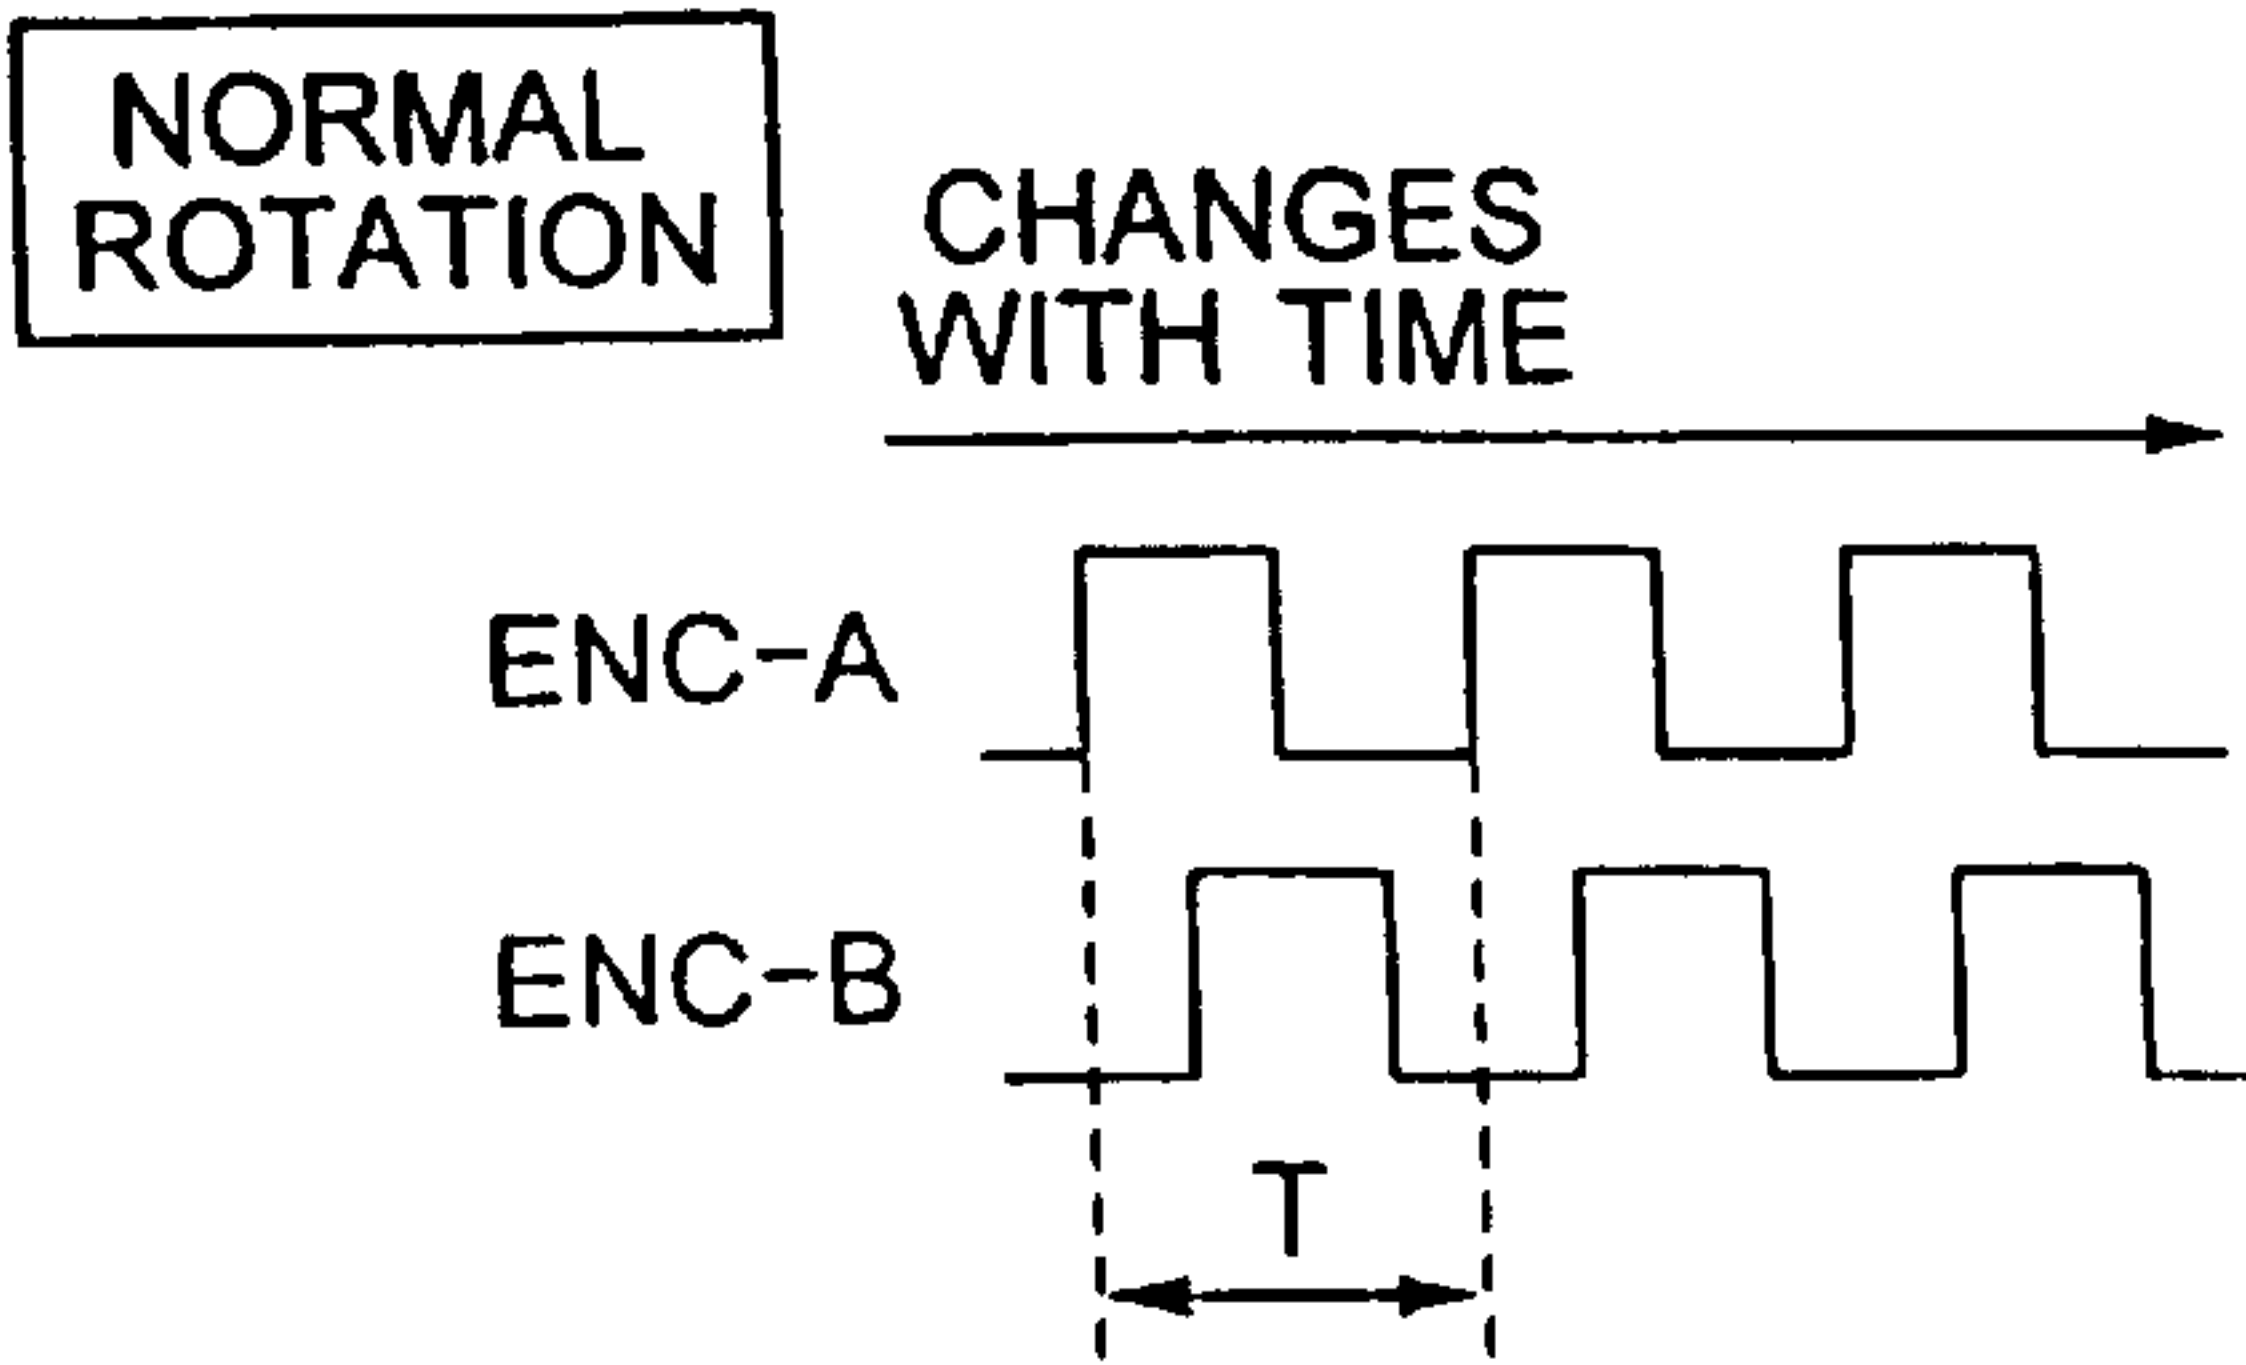 NORMAL
ROTATION
CHANGES
WITH TIME
ENC-A
ENC-B
T